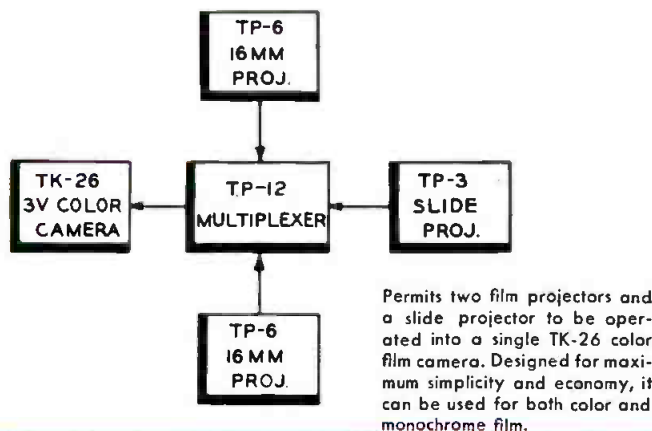 TP-6
16MM
PROJ.
TK-26
3V COLOR
CAMERA
TP-12
MULTIPLEXER
TP-3
SLIDE
PROJ.
TP-6
16MM
PROJ.
Permits two film projectors and
a slide projector to be oper-
ated into a single TK-26 color
film camera. Designed for maxi-
mum simplicity and economy, it
can be used for both color and
monochrome film.